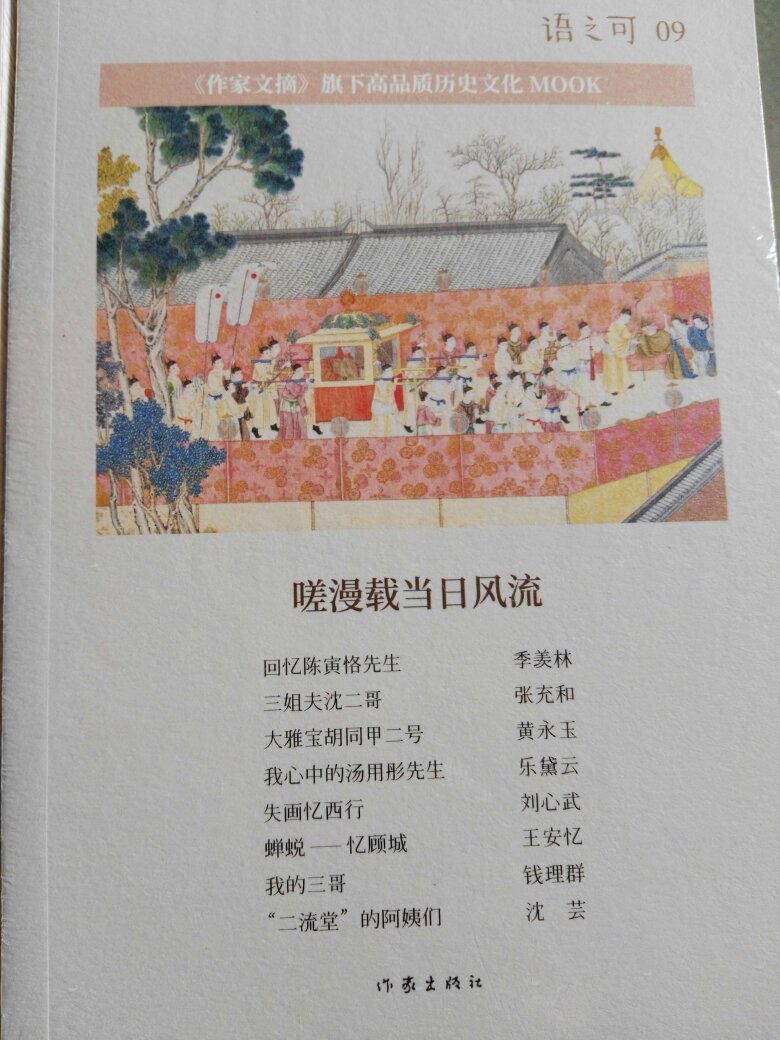 语之可 09
《作家文摘》旗下高品质历史文化 MOOK
嗟漫载当日风流
回忆陈寅恪先生 季羡林
三姐夫沈二哥 张充和
大雅宝胡同甲二号 黄永玉
我心中的汤用彤先生 乐黛云
失画忆西行 刘心武
蝉蜕——忆顾城 王安忆
我的三哥 钱理群
“二流堂”的阿姨们 沈 芸
作家出版社